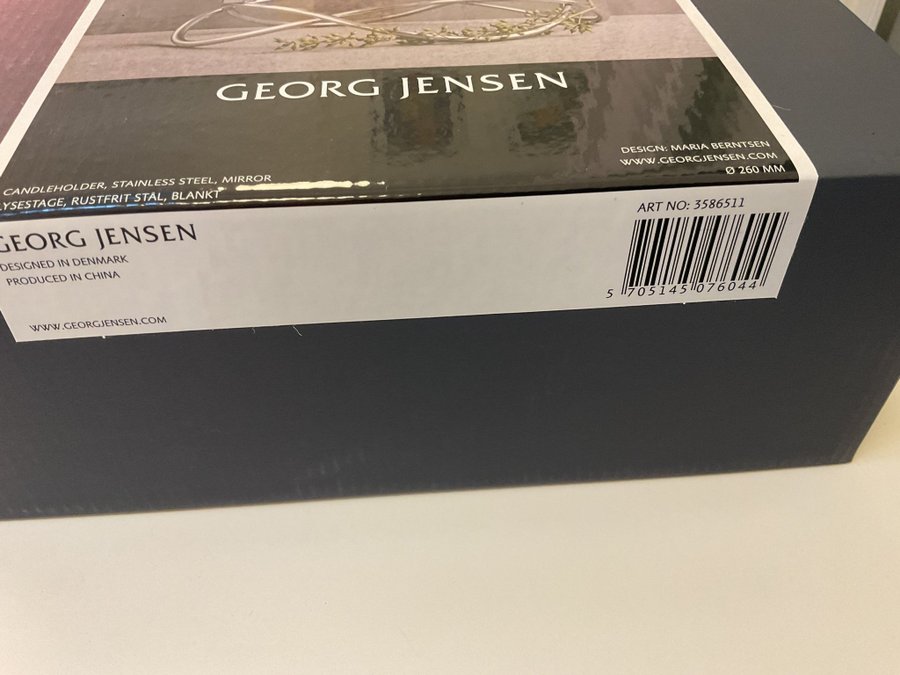 GEORG JENSEN
CANDLEHOLDER, STAINLESS STEEL, MIRROR
LYSESTAGE, RUSTFRIT STÅL, BLANKT
DESIGN: MARIA BERNTSEN
WWW.GEORGJENSEN.COM
Ø 260 MM
GEORG JENSEN
DESIGNED IN DENMARK
PRODUCED IN CHINA
WWW.GEORGJENSEN.COM
ART NO: 3586511
5 705145 076044